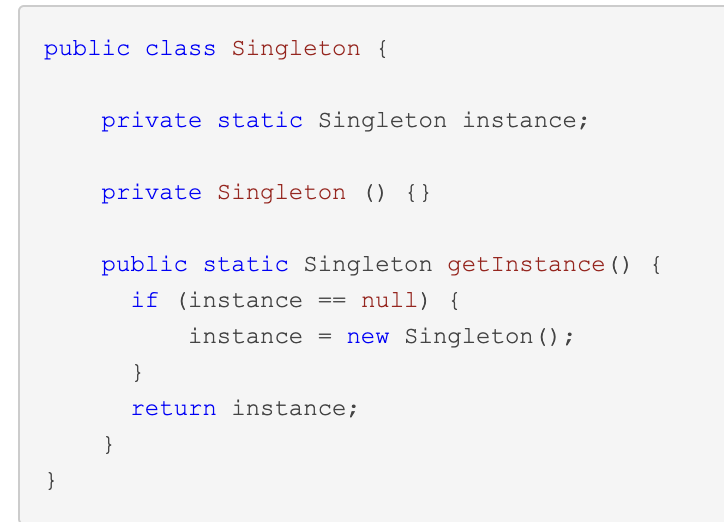 public class Singleton {
private static Singleton instance;
private Singleton () {}
public static Singleton getInstance() {
if (instance == null) {
instance = new Singleton();
}
return instance;
}
}